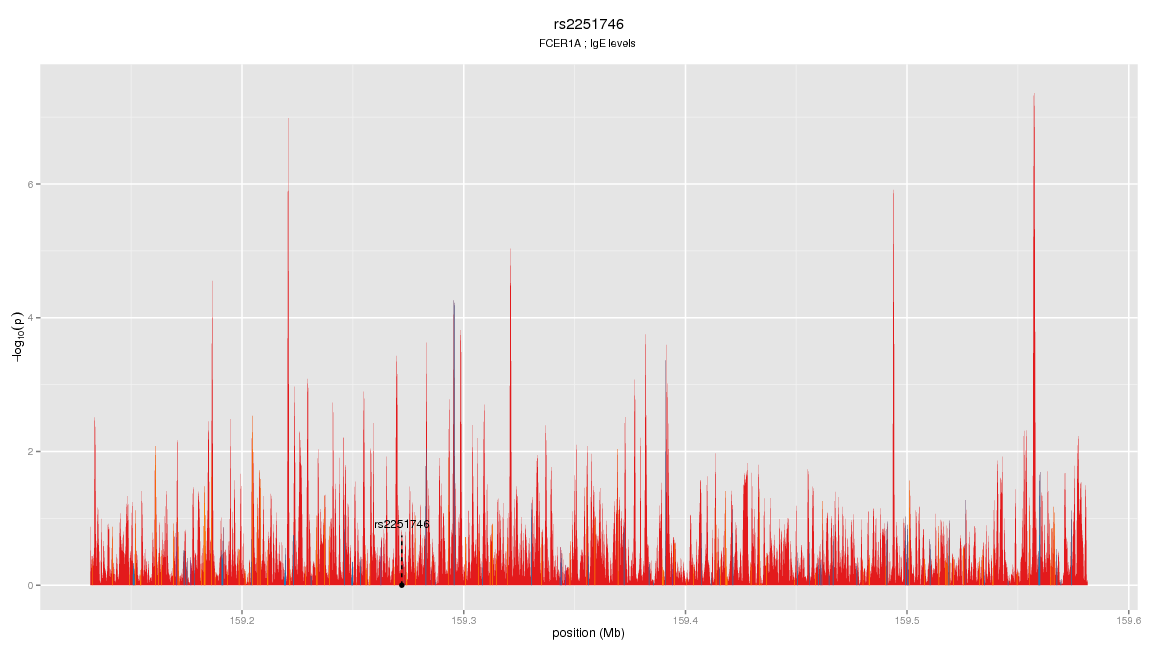 rs2251746
FCER1A ; IgE levels
−log10(p)
6
4
2
0
rs2251746
159.2
159.3
159.4
159.5
159.6
position (Mb)